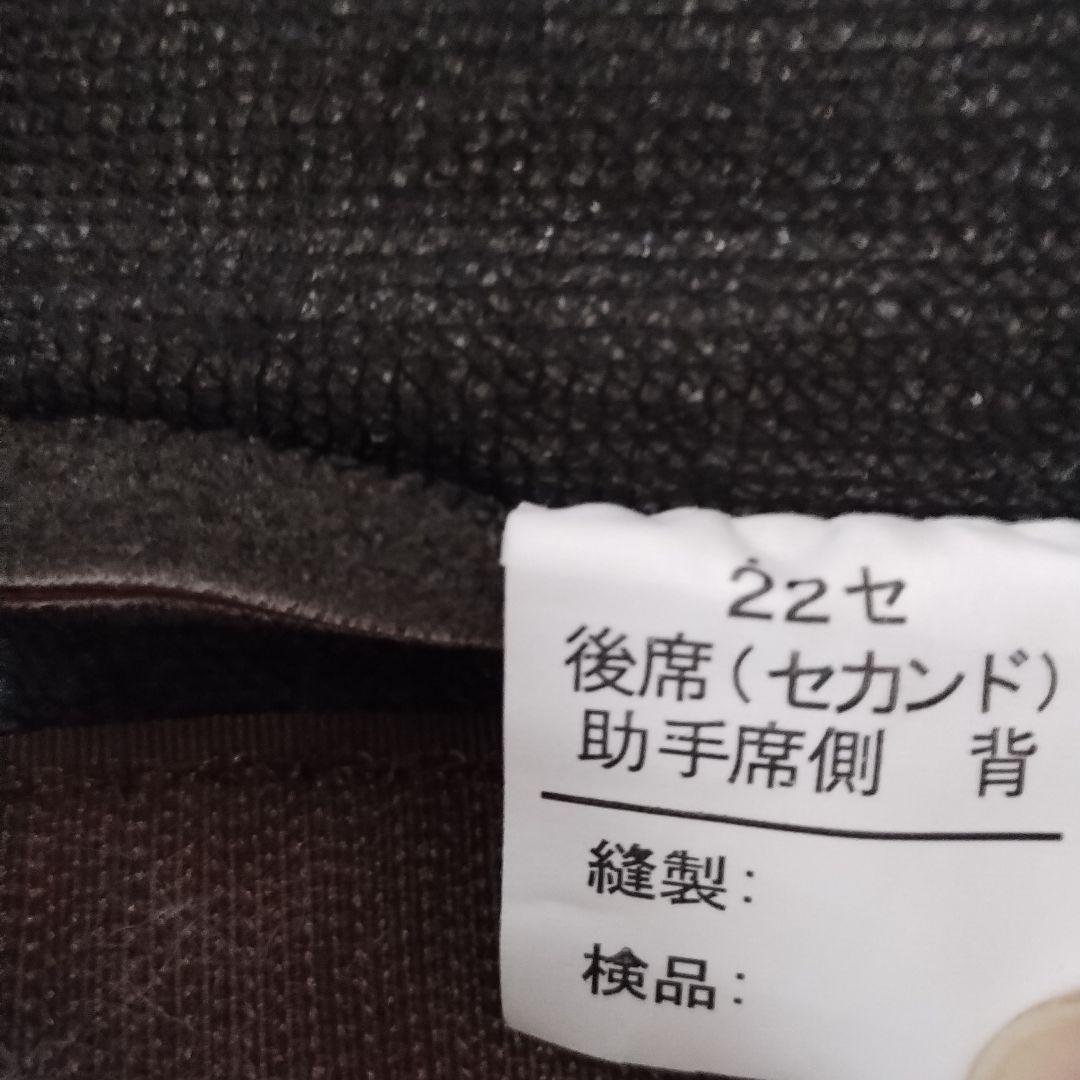 22セ
後席(セカンド)
助手席側 背
縫製:
検品: